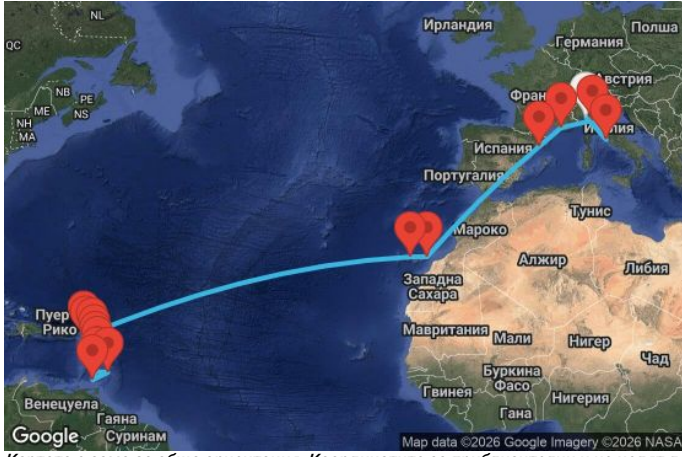 NL
Ирландия
Полша
QC
Германия
NB
PE
Австрия
ME
NS
Фран
NH
MA
Испания
Португалия
Тунис
Мароко
Алжир
Либия
Западна
Сахара
Пуер
Рико
Мавритания
Мали
Нигер
Чад
Буркина
Фасо
Венецуела
Гвинея
Нигерия
Гаяна
Гана
Суринам
Google
Map data ©2026 Google Imagery ©2026 NASA